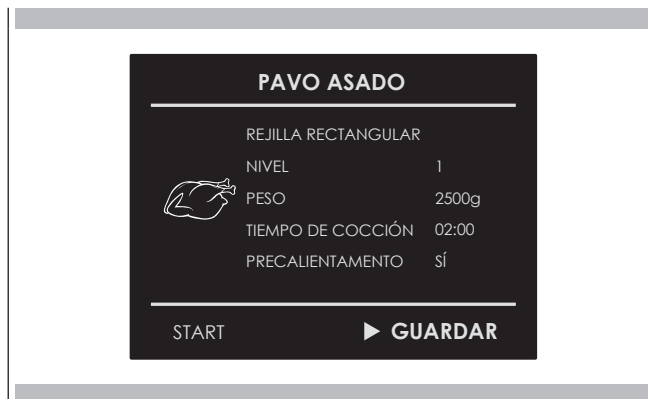 PAVO ASADO
REJILLA RECTANGULAR
NIVEL 1
PESO 2500g
TIEMPO DE COCCIÓN 02:00
PRECALIENTAMENTO SÍ
START ▶ GUARDAR